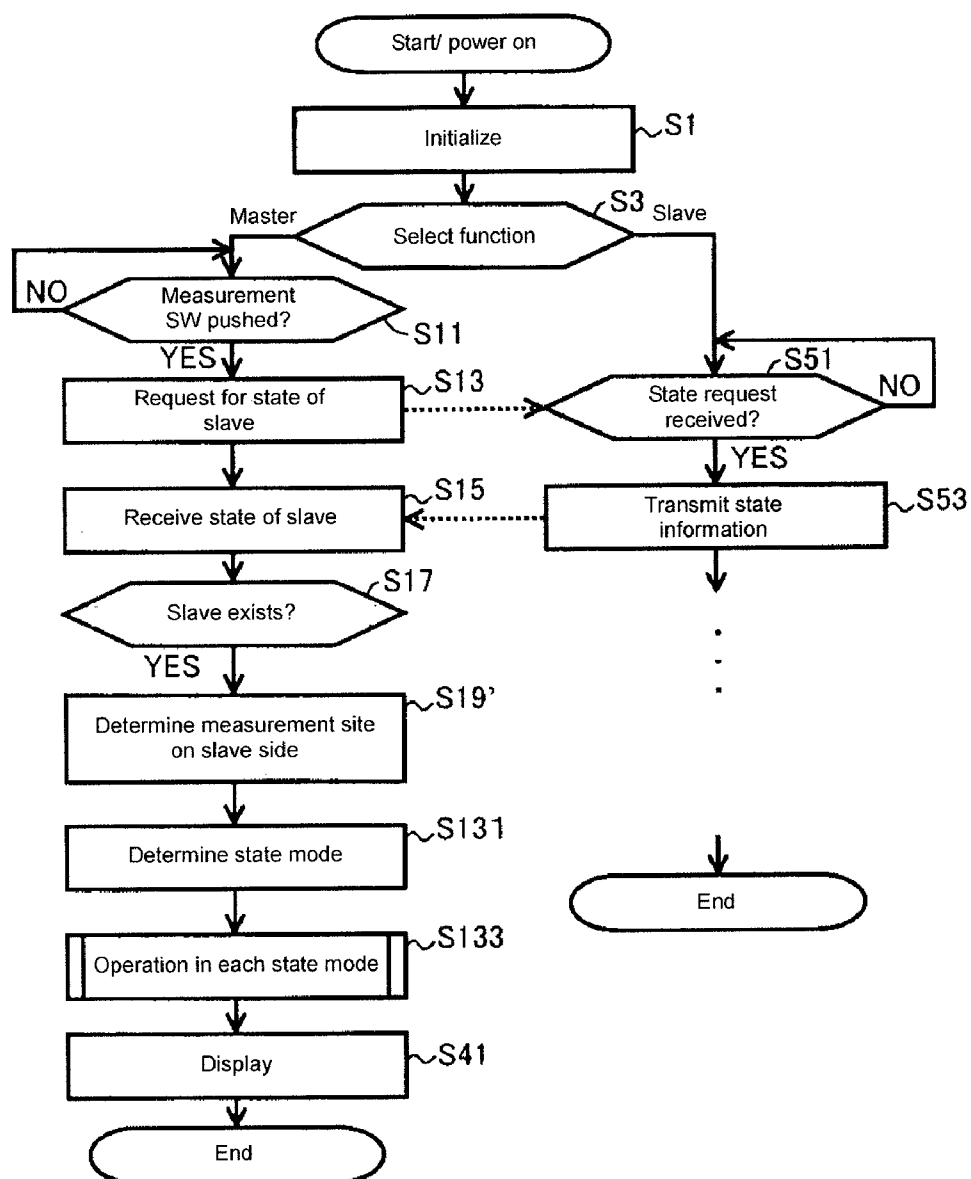 Start/ power on
Initialize
S1
S3
Master
Slave
Select function
NO
Measurement
SW pushed?
S11
YES
S51
S13
Request for state of
slave
State request
received?
NO
YES
S15
Receive state of slave
Transmit state
information
S53
S17
Slave exists?
YES
S19'
Determine measurement site
on slave side
S131
Determine state mode
End
S133
Operation in each state mode
Display
S41
End